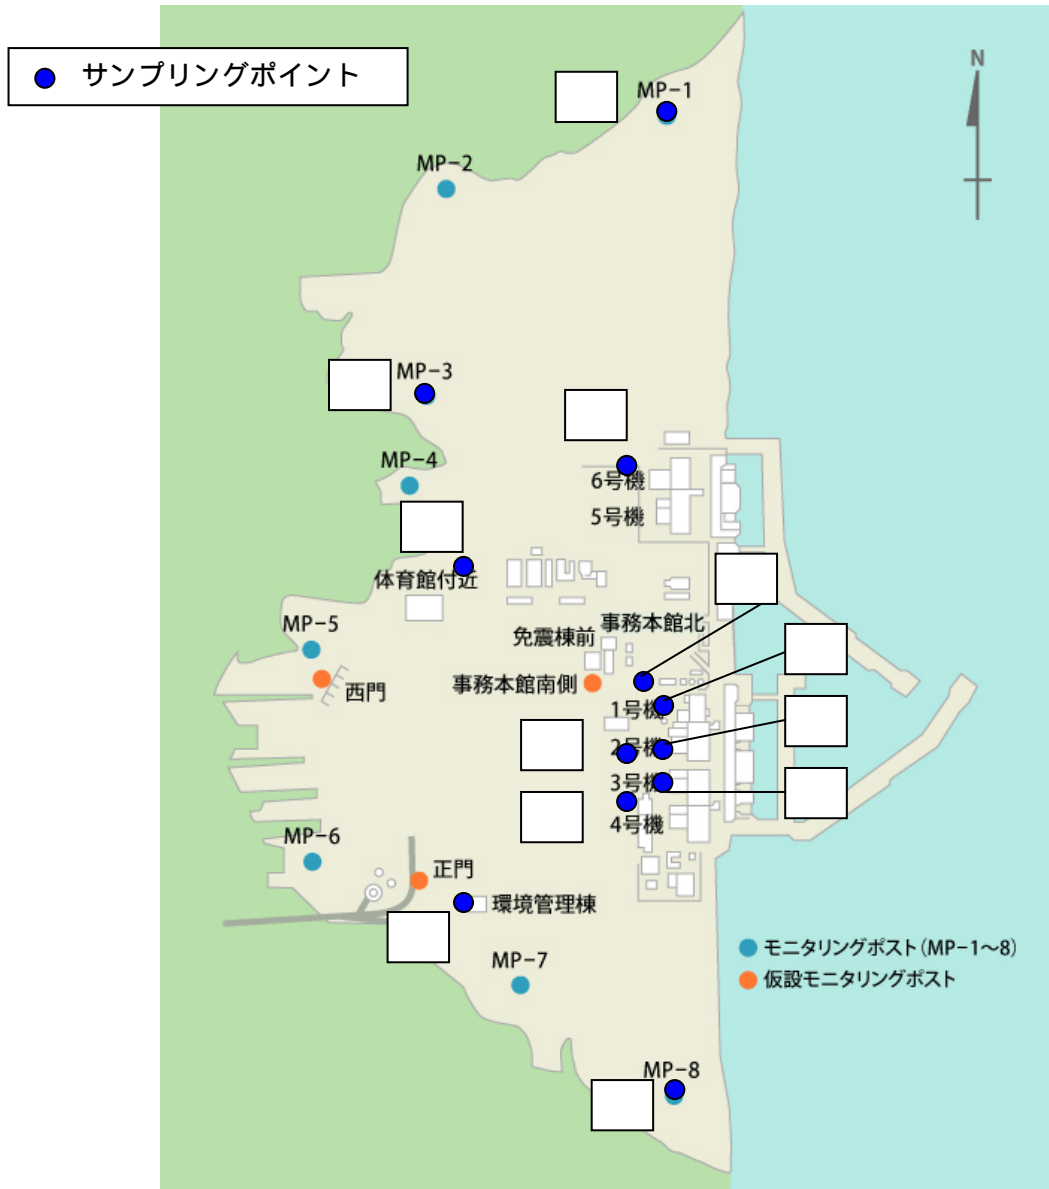 サンプリングポイント
N
MP-1
MP-2
MP-3
MP-4
6号機
5号機
体育館付近
MP-5
免震棟前
事務本館北
西門
事務本館南側
1号機
2号機
3号機
4号機
MP-6
正門
環境管理棟
MP-7
モニタリングポスト(MP-1〜8)
仮設モニタリングポスト
MP-8